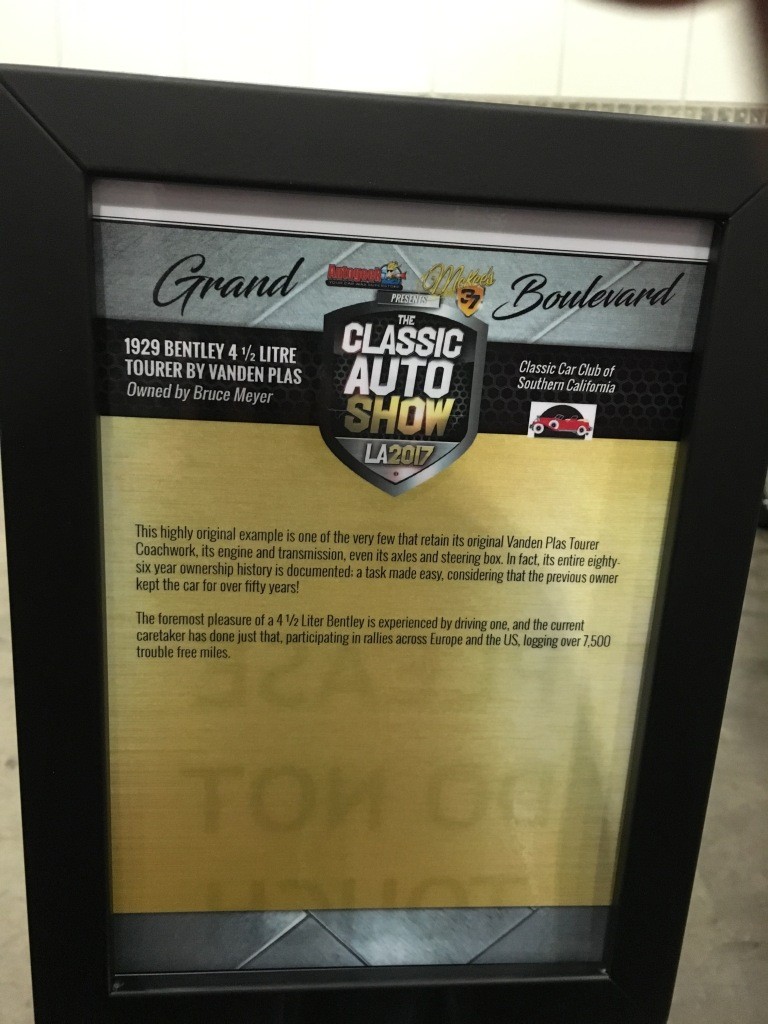 Grand
Boulevard
Autogeek
Mother's
PRESENTS
THE
CLASSIC
AUTO
SHOW
LA2017
1929 BENTLEY 4 ½ LITRE
TOURER BY VANDEN PLAS
Owned by Bruce Meyer
Classic Car Club of
Southern California
This highly original example is one of the very few that retain its original Vanden Plas Tourer
Coachwork, its engine and transmission, even its axles and steering box. In fact, its entire eighty-
six year ownership history is documented; a task made easy, considering that the previous owner
kept the car for over fifty years!
The foremost pleasure of a 4 ½ Liter Bentley is experienced by driving one, and the current
caretaker has done just that, participating in rallies across Europe and the US, logging over 7,500
trouble free miles.
PLEASE
DO NOT
TOUCH